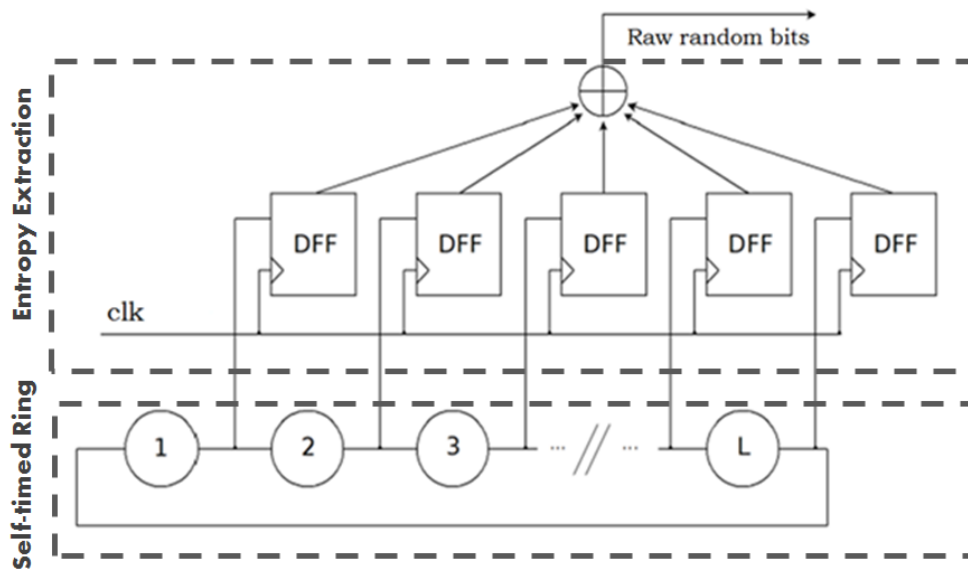 Raw random bits
Entropy Extraction
DFF DFF DFF DFF DFF
clk
Self-timed Ring
1 2 3 ... // ... L